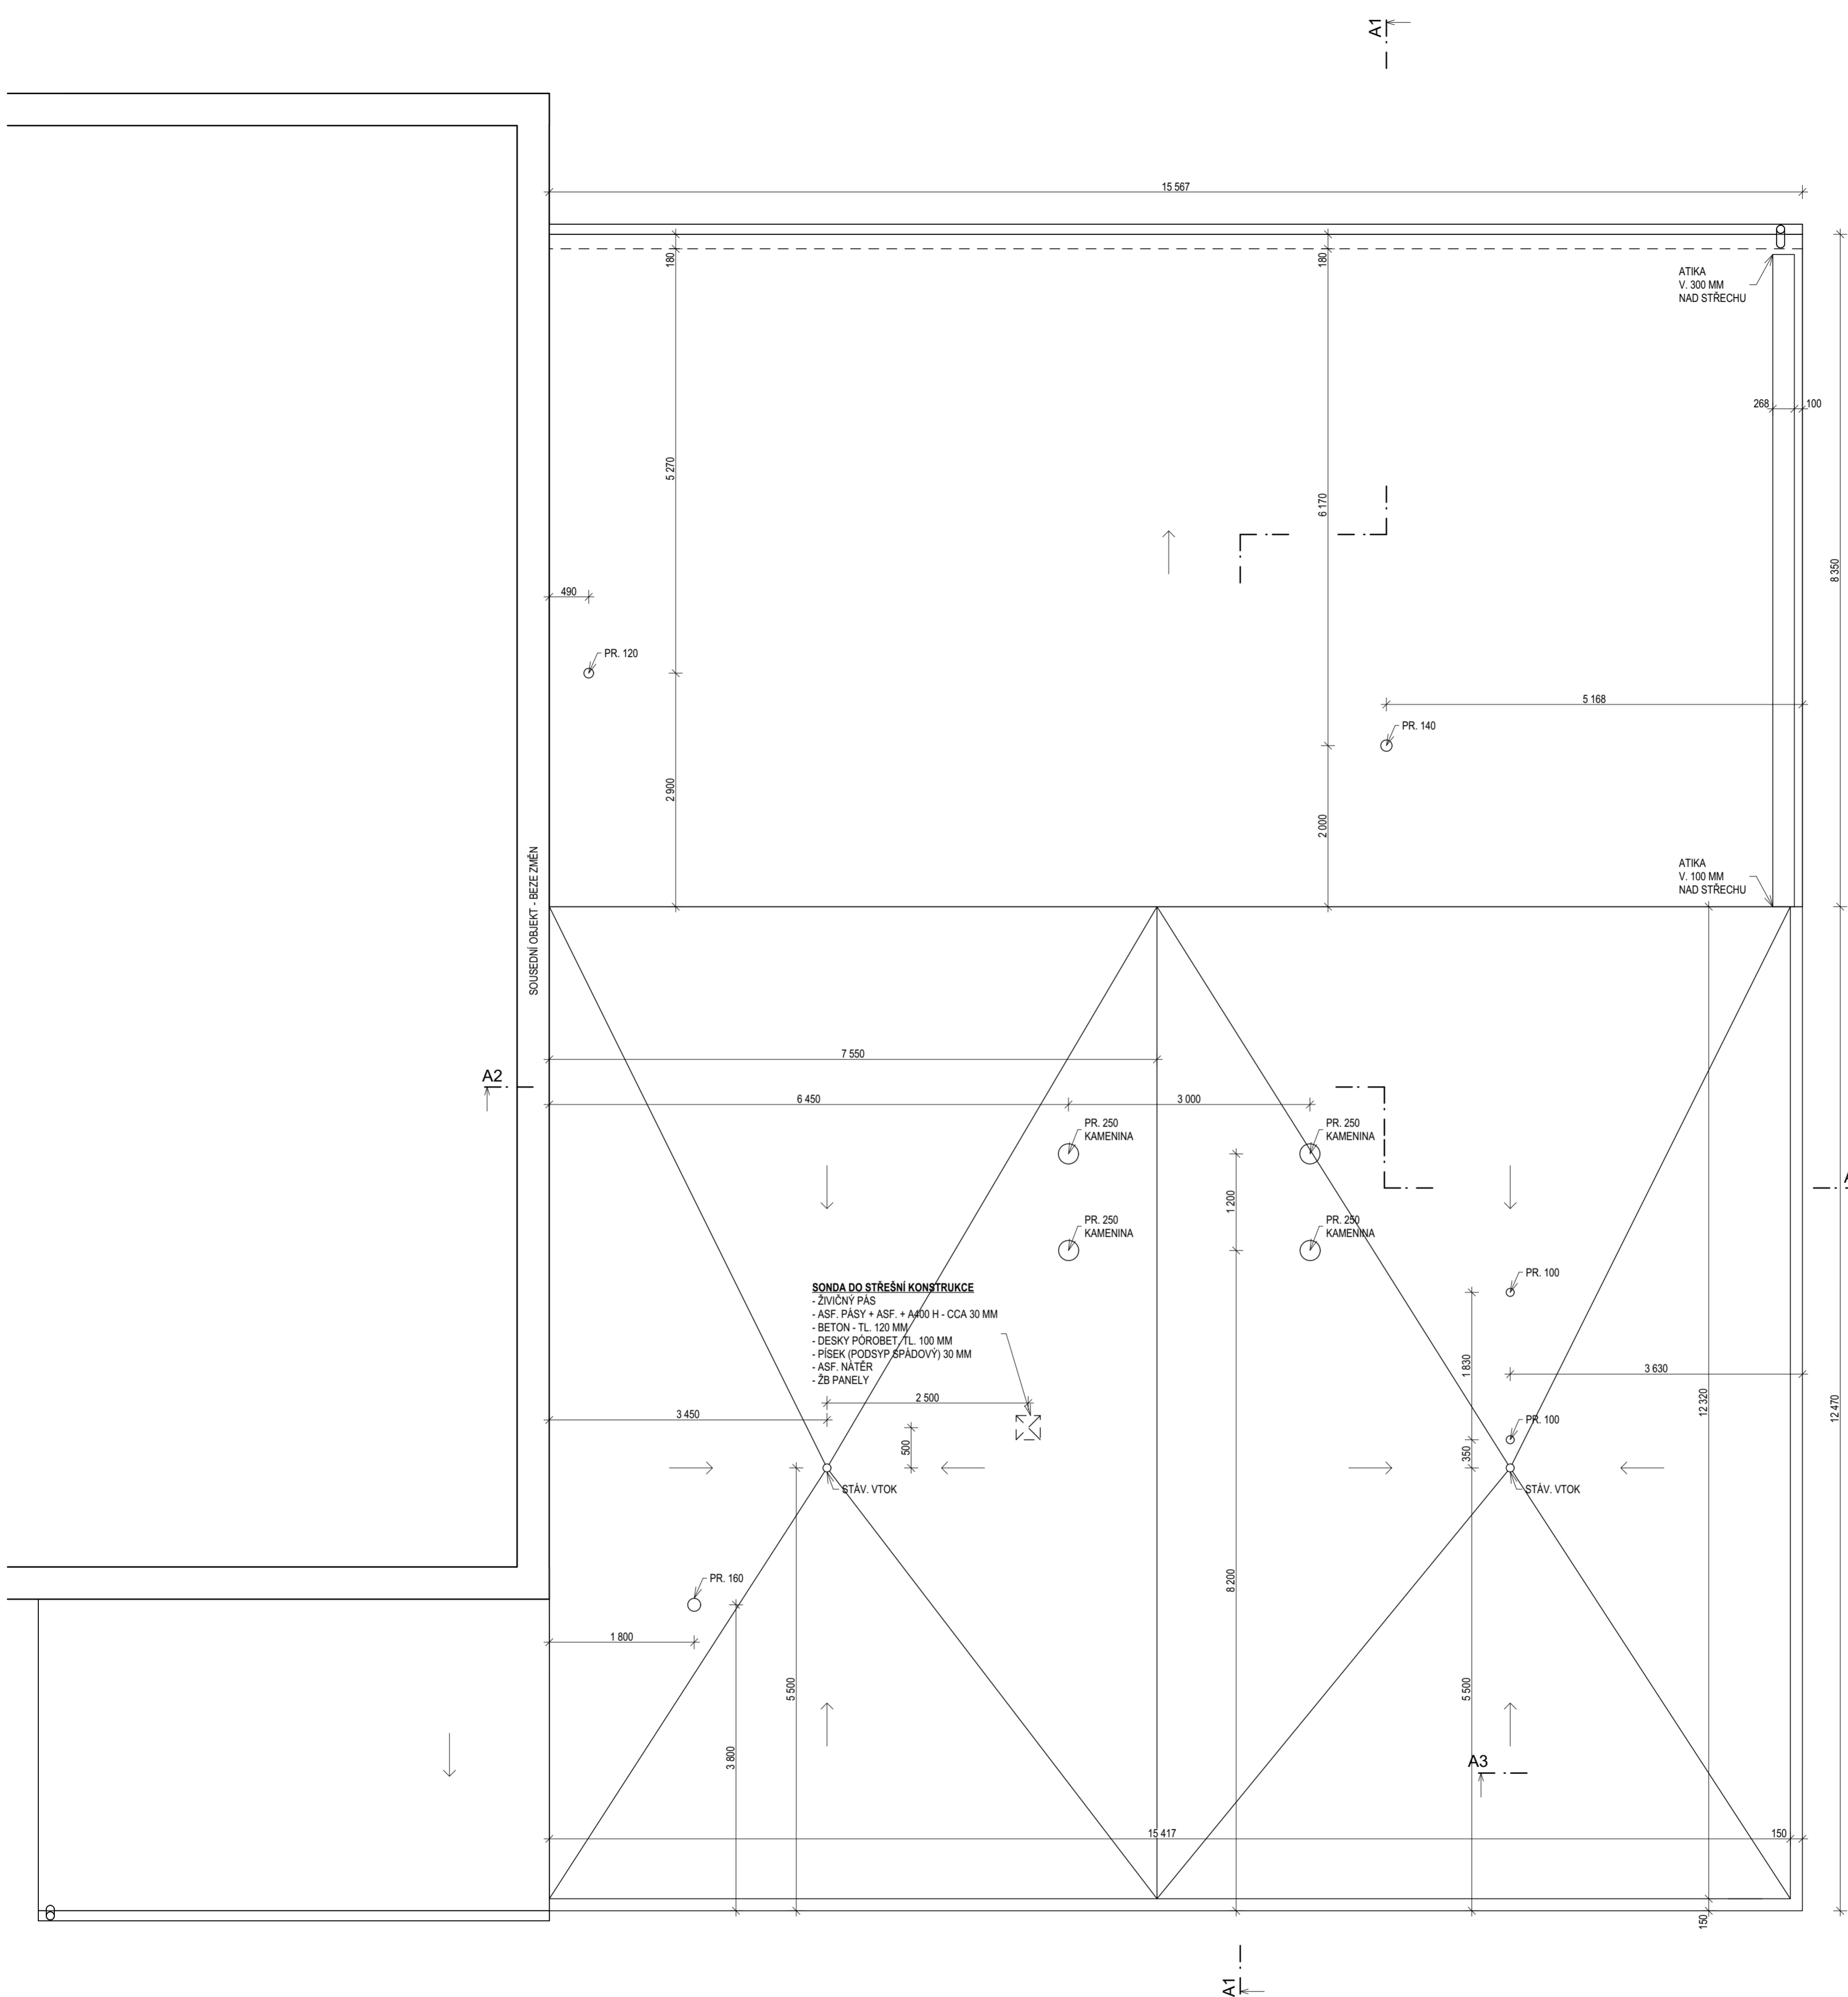 A1
15 567
180
180
ATIKA
V. 300 MM
NAD STŘECHU
268
100
5 270
6 170
8 350
490
PR. 120
5 168
PR. 140
2 900
2 000
SOUSEDNÍ OBJEKT - BEZE ZMĚN
ATIKA
V. 100 MM
NAD STŘECHU
7 550
A2
6 450
3 000
PR. 250
KAMENINA
PR. 250
KAMENINA
1 200
PR. 250
KAMENINA
PR. 250
KAMENINA
PR. 100
SONDA DO STŘEŠNÍ KONSTRUKCE
- ŽIVIČNÝ PÁS
- ASF. PÁSY + ASF. + A400 H - CCA 30 MM
- BETON - TL. 120 MM
- DESKY PÓROBET. TL. 100 MM
- PÍSEK (PODSYP SPÁDOVÝ) 30 MM
- ASF. NÁTĚR
- ŽB PANELY
1 830
3 630
2 500
12 320
12 470
3 450
PR. 100
500
350
STÁV. VTOK
STÁV. VTOK
PR. 160
8 200
1 800
5 500
5 500
3 800
A3
15 417
150
150
A1